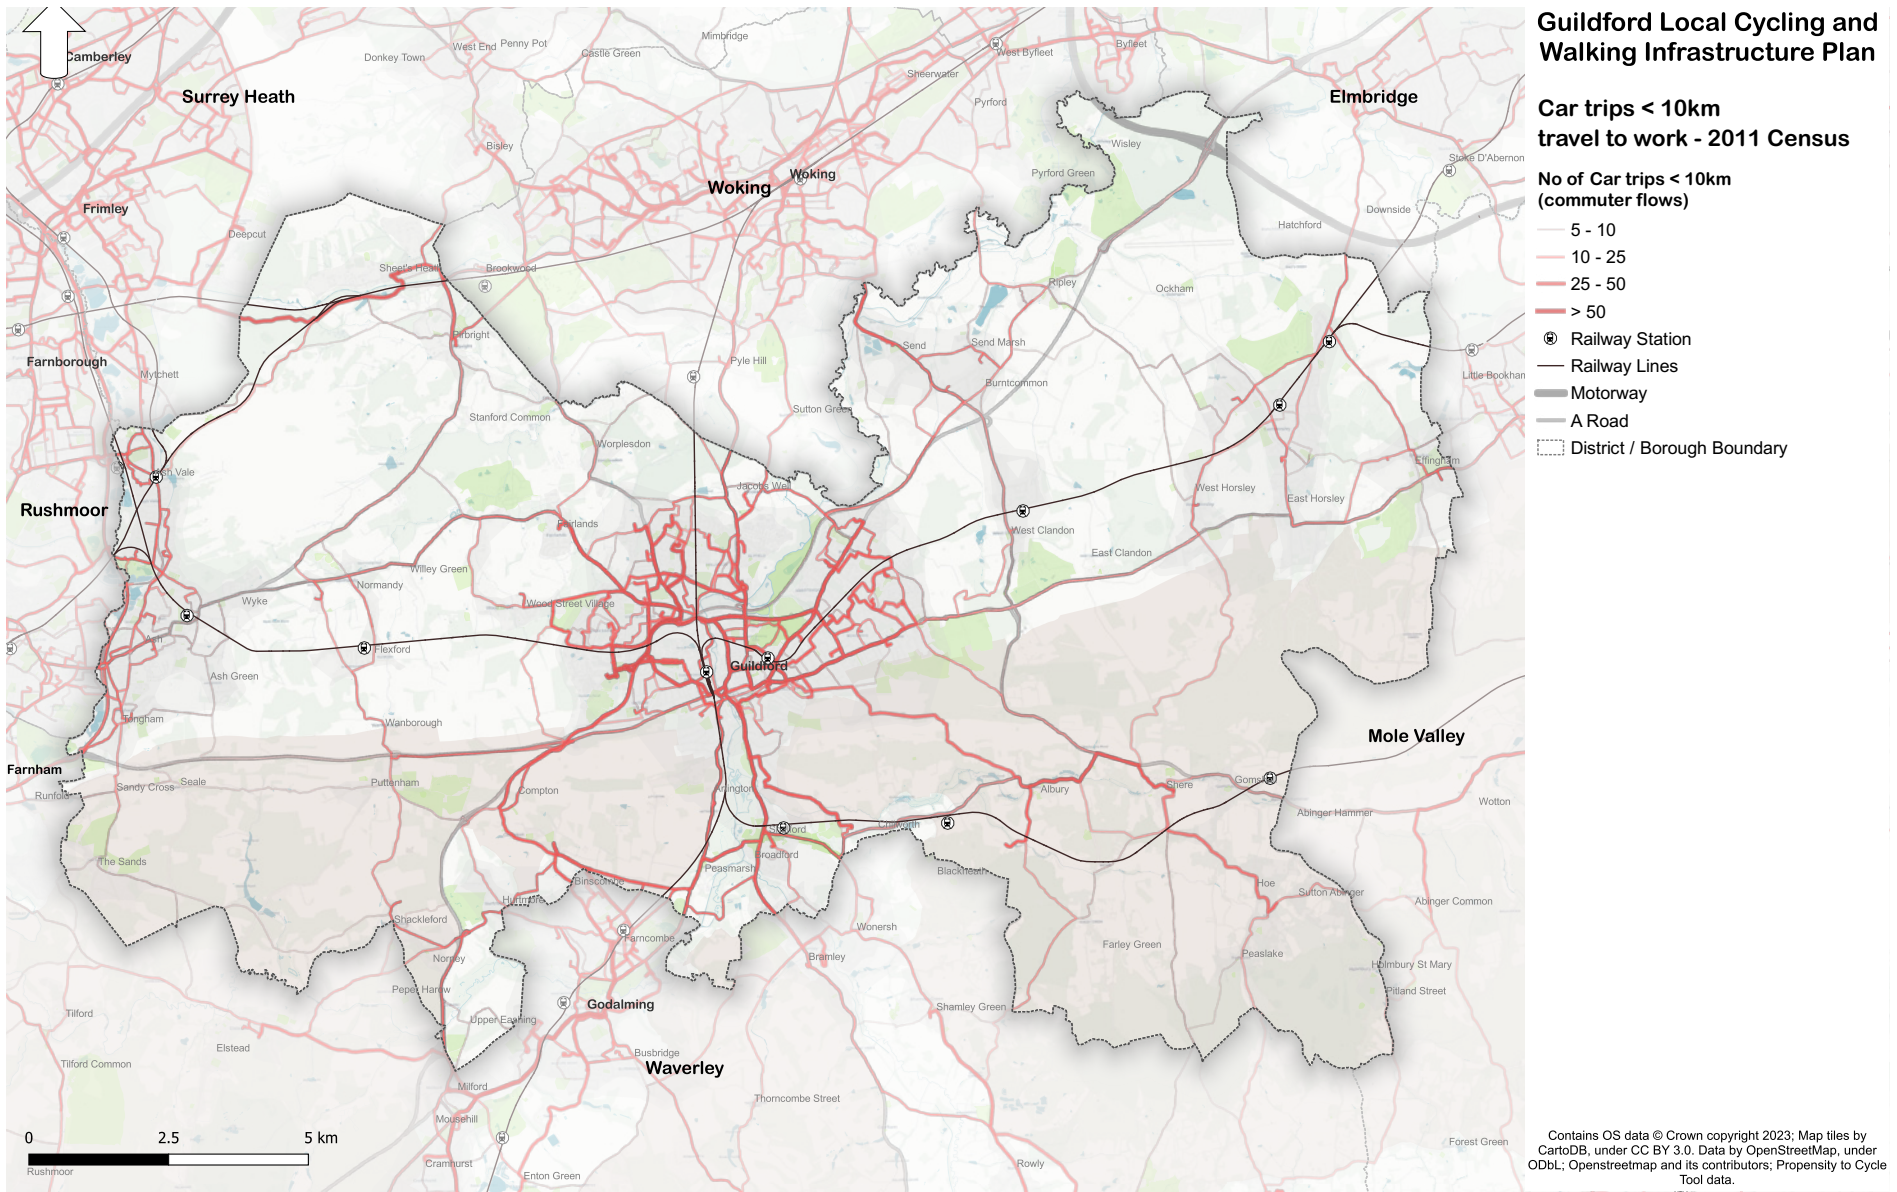 Guildford Local Cycling and
Walking Infrastructure Plan
Car trips < 10km
travel to work - 2011 Census
No of Car trips < 10km
(commuter flows)
5 - 10
10 - 25
25 - 50
> 50
Railway Station
Railway Lines
Motorway
A Road
District / Borough Boundary
Camberley
Donkey Town
West End
Penny Pot
Castle Green
Mimbridge
Sheerwater
West Byfleet
Byfleet
Surrey Heath
Elmbridge
Pyrford
Bisley
Wisley
Stoke D'Abernon
Woking
Woking
Pyrford Green
Frimley
Deepcut
Downside
Hatchford
Sheet's Heath
Brookwood
Ripley
Ockham
Pirbright
Send
Send Marsh
Farnborough
Mytchett
Pyle Hill
Burntcommon
Little Bookham
Stanford Common
Sutton Green
Worplesdon
Ash Vale
Effingham
Jacobs Well
West Horsley
East Horsley
Rushmoor
Fairlands
West Clandon
East Clandon
Willey Green
Normandy
Wyke
Wood Street Village
Ash
Flexford
Guildford
Ash Green
Tongham
Wanborough
Mole Valley
Farnham
Runfold
Sandy Cross
Seale
Puttenham
Compton
Artington
Albury
Shere
Gomshall
Wotton
Abinger Hammer
Chilworth
Shalford
Broadford
The Sands
Peasmarsh
Blackheath
Binscombe
Hoe
Sutton Abinger
Hurtmore
Abinger Common
Shackleford
Wonersh
Farncombe
Farley Green
Norney
Bramley
Peaslake
Holmbury St Mary
Peper Harow
Pitland Street
Godalming
Shamley Green
Tilford
Upper Eashing
Elstead
Busbridge
Tilford Common
Waverley
Milford
Thorncombe Street
Mousehill
Forest Green
Cramhurst
Enton Green
Rowly
0 2.5 5 km
Rushmoor
Contains OS data © Crown copyright 2023; Map tiles by
CartoDB, under CC BY 3.0. Data by OpenStreetMap, under
ODbL; Openstreetmap and its contributors; Propensity to Cycle
Tool data.